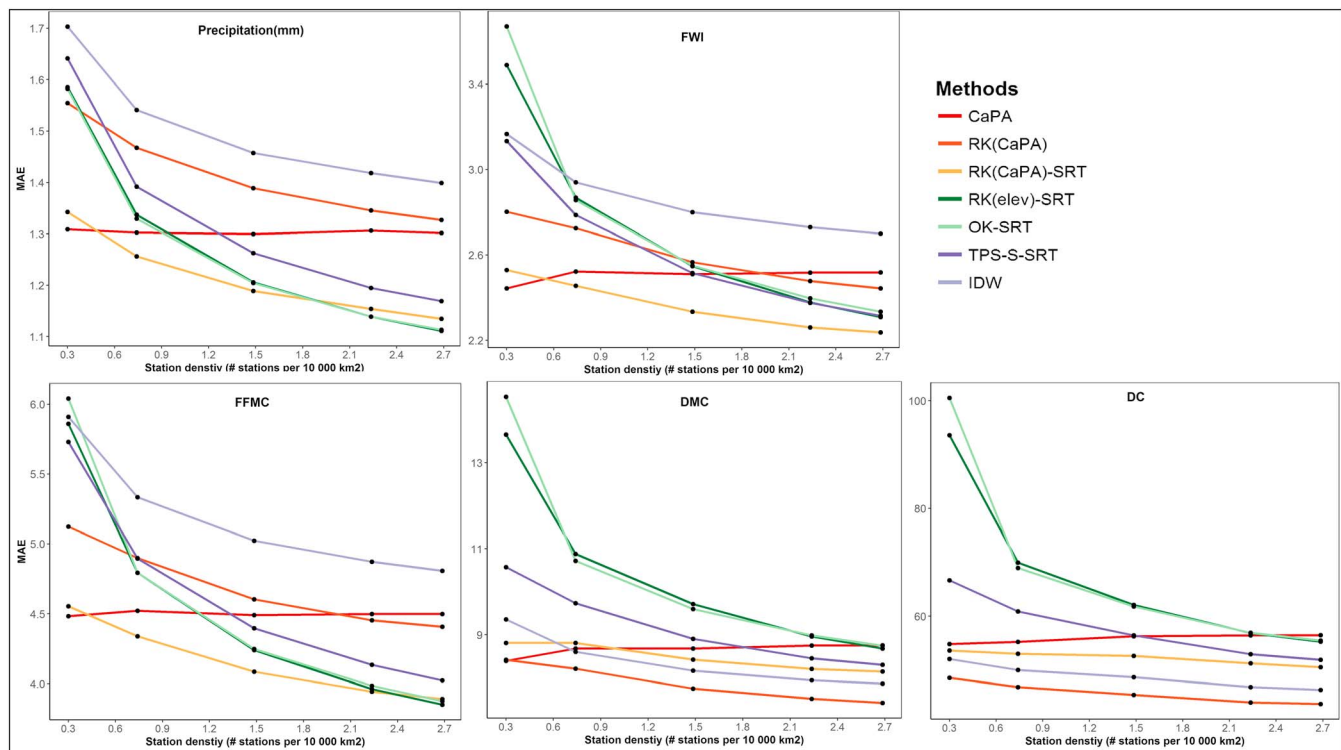 Precipitation(mm)
1.7
1.6
1.5
1.4
1.3
1.2
1.1
MAE
0.3 0.6 0.9 1.2 1.5 1.8 2.1 2.4 2.7
Station denstiy (# stations per 10 000 km2)
FWI
3.4
3.0
2.6
2.2
0.3 0.6 0.9 1.2 1.5 1.8 2.1 2.4 2.7
Station denstiy (# stations per 10 000 km2)
Methods
CaPA
RK(CaPA)
RK(CaPA)-SRT
RK(elev)-SRT
OK-SRT
TPS-S-SRT
IDW
FFMC
6.0
5.5
5.0
4.5
4.0
MAE
0.3 0.6 0.9 1.2 1.5 1.8 2.1 2.4 2.7
Station denstiy (# stations per 10 000 km2)
DMC
13
11
9
0.3 0.6 0.9 1.2 1.5 1.8 2.1 2.4 2.7
Station denstiy (# stations per 10 000 km2)
DC
100
80
60
0.3 0.6 0.9 1.2 1.5 1.8 2.1 2.4 2.7
Station denstiy (# stations per 10 000 km2)